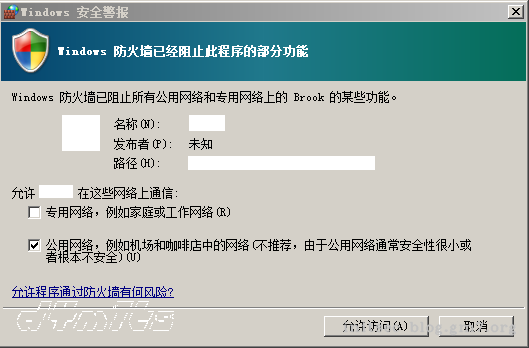 Windows 安全警报
Windows 防火墙已经阻止此程序的部分功能
Windows 防火墙已阻止所有公用网络和专用网络上的 Brook 的某些功能。
名称(N):
发布者(P): 未知
路径(H):
允许 在这些网络上通信:
专用网络，例如家庭或工作网络(R)
公用网络，例如机场和咖啡店中的网络(不推荐，由于公用网络通常安全性很小或
者根本不安全)(U)
允许程序通过防火墙有何风险?
允许访问(A) 取消